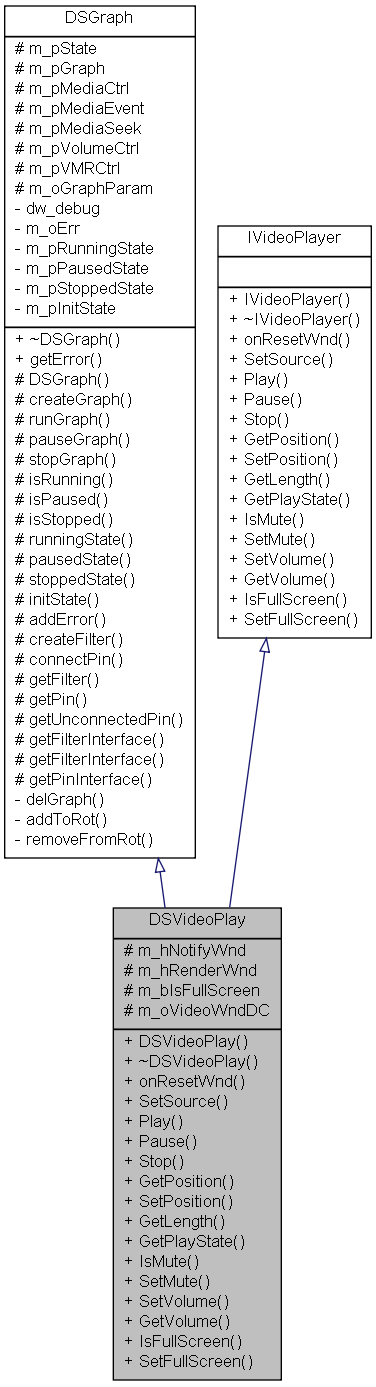 DSGraph
# m_pState
# m_pGraph
# m_pMediaCtrl
# m_pMediaEvent
# m_pMediaSeek
# m_pVolumeCtrl
# m_pVMRCtrl
# m_oGraphParam
- dw_debug
- m_oErr
- m_pRunningState
- m_pPausedState
- m_pStoppedState
- m_pInitState
+ ~DSGraph()
+ getError()
# DSGraph()
# createGraph()
# runGraph()
# pauseGraph()
# stopGraph()
# isRunning()
# isPaused()
# isStopped()
# runningState()
# pausedState()
# stoppedState()
# initState()
# addError()
# createFilter()
# connectPin()
# getFilter()
# getPin()
# getUnconnectedPin()
# getFilterInterface()
# getFilterInterface()
# getPinInterface()
- delGraph()
- addToRot()
- removeFromRot()
IVideoPlayer
+ IVideoPlayer()
+ ~IVideoPlayer()
+ onResetWnd()
+ SetSource()
+ Play()
+ Pause()
+ Stop()
+ GetPosition()
+ SetPosition()
+ GetLength()
+ GetPlayState()
+ IsMute()
+ SetMute()
+ SetVolume()
+ GetVolume()
+ IsFullScreen()
+ SetFullScreen()
DSVideoPlay
# m_hNotifyWnd
# m_hRenderWnd
# m_bIsFullScreen
# m_oVideoWndDC
+ DSVideoPlay()
+ ~DSVideoPlay()
+ onResetWnd()
+ SetSource()
+ Play()
+ Pause()
+ Stop()
+ GetPosition()
+ SetPosition()
+ GetLength()
+ GetPlayState()
+ IsMute()
+ SetMute()
+ SetVolume()
+ GetVolume()
+ IsFullScreen()
+ SetFullScreen()